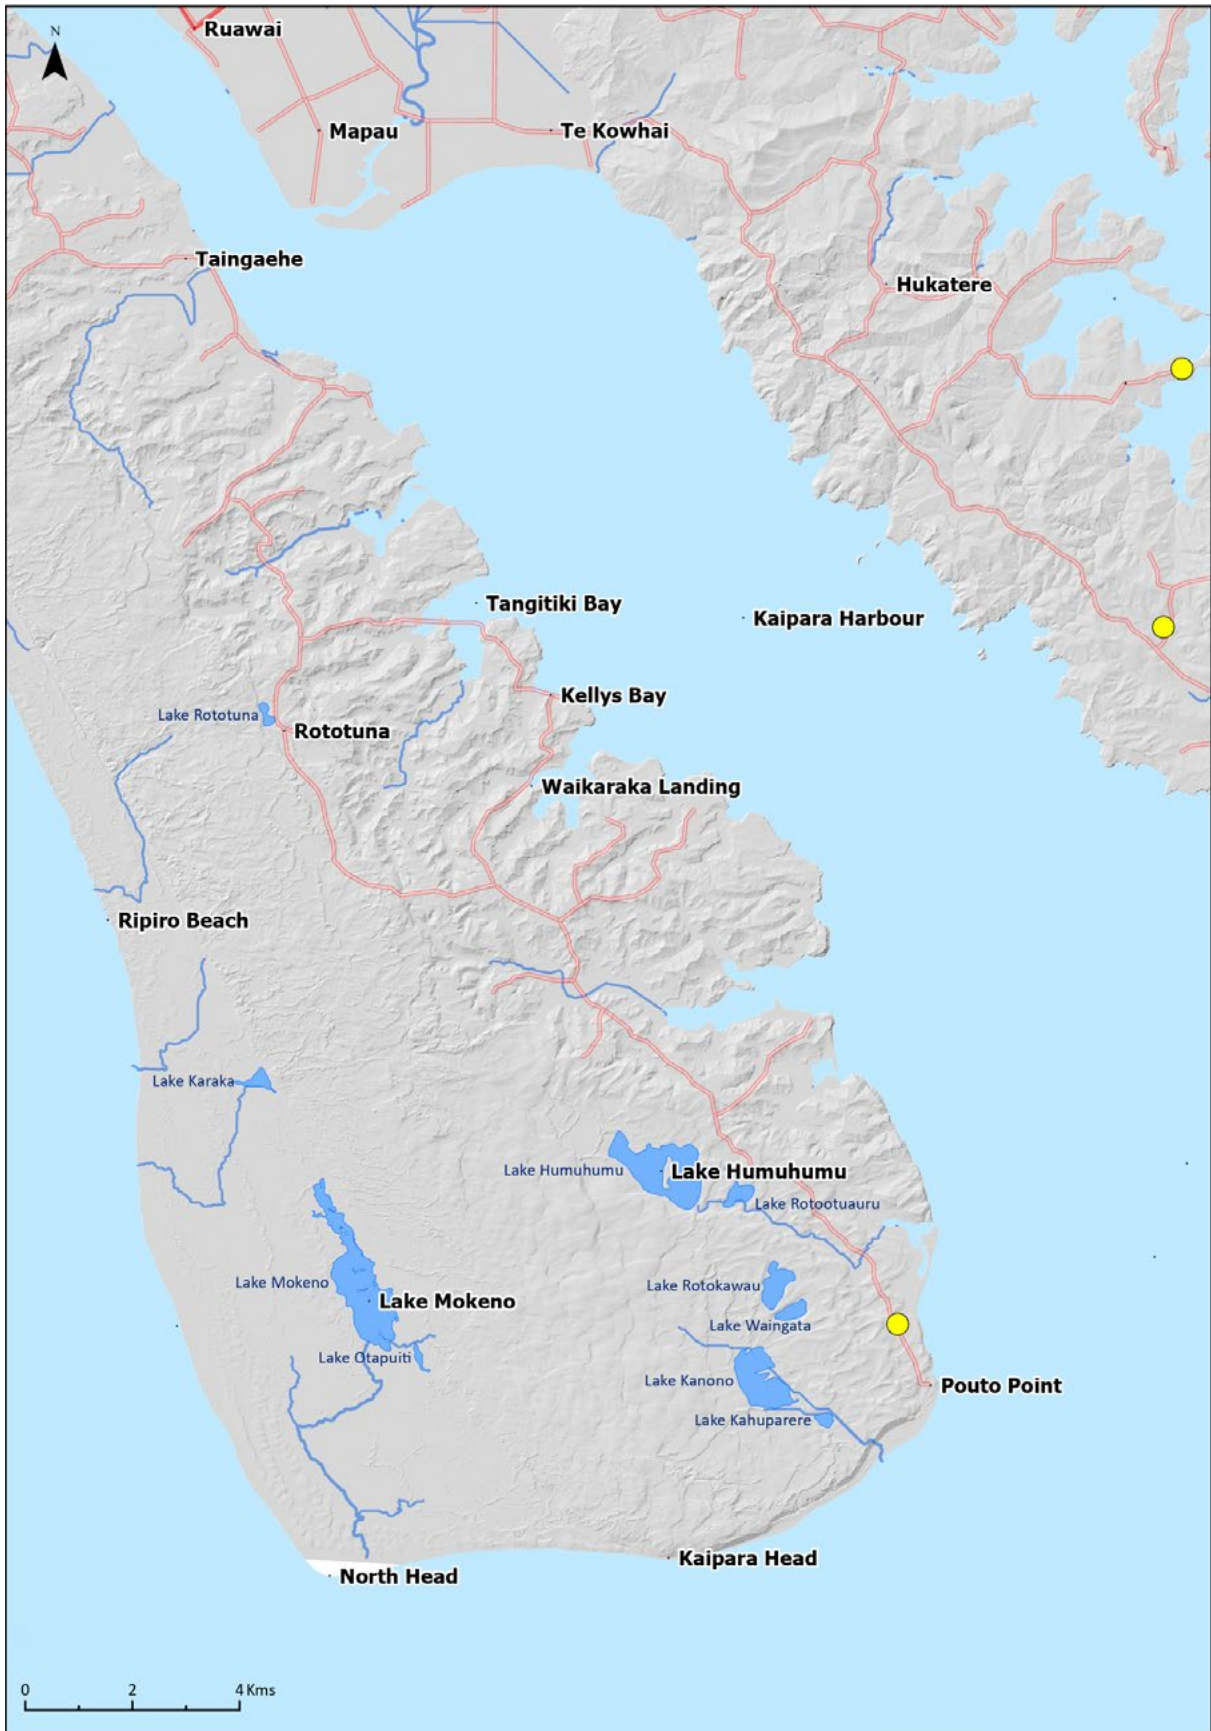 Ruawai
N
Mapau
Te Kowhai
Taingaehe
Hukatere
Tangitiki Bay
Kaipara Harbour
Kellys Bay
Lake Rototuna
Rototuna
Waikaraka Landing
Ripiro Beach
Lake Karaka
Lake Humuhumu
Lake Humuhumu
Lake Rotootuauru
Lake Mokeno
Lake Mokeno
Lake Rotokawau
Lake Waingata
Lake Otapuiti
Lake Kanono
Pouto Point
Lake Kahuparere
Kaipara Head
North Head
0 2 4 Kms